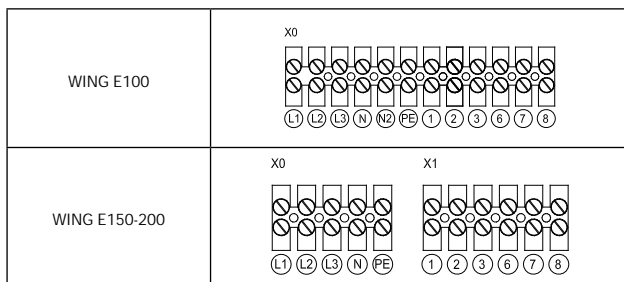 WING E100
X0
L1 L2 L3 N N2 PE 1 2 3 6 7 8
WING E150-200
X0 X1
L1 L2 L3 N PE 1 2 3 6 7 8